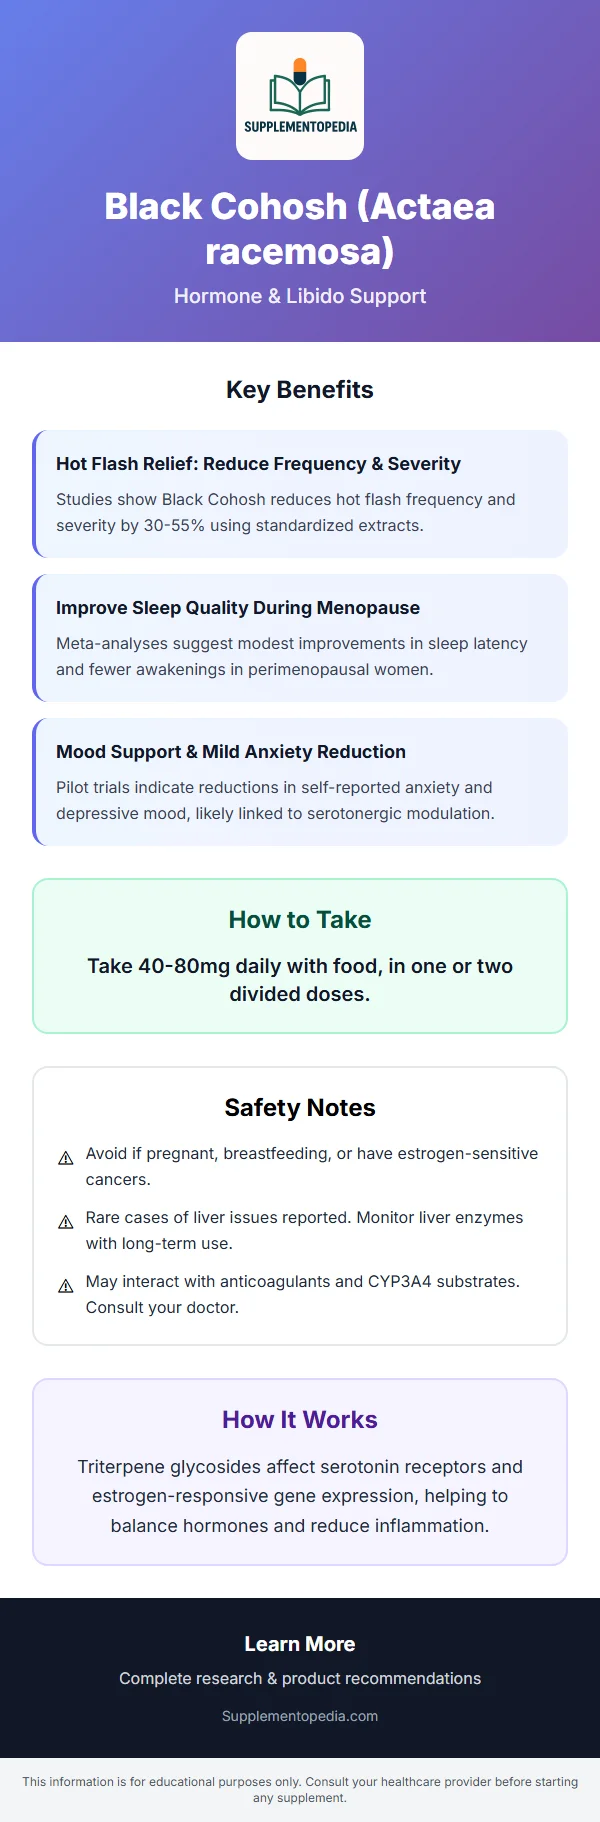 SUPPLEMENTOPEDIA
Black Cohosh (Actaea
racemosa)
Hormone & Libido Support
Key Benefits
Hot Flash Relief: Reduce Frequency & Severity
Studies show Black Cohosh reduces hot flash frequency and
severity by 30-55% using standardized extracts.
Improve Sleep Quality During Menopause
Meta-analyses suggest modest improvements in sleep latency
and fewer awakenings in perimenopausal women.
Mood Support & Mild Anxiety Reduction
Pilot trials indicate reductions in self-reported anxiety and
depressive mood, likely linked to serotonergic modulation.
How to Take
Take 40-80mg daily with food, in one or two
divided doses.
Safety Notes
Avoid if pregnant, breastfeeding, or have estrogen-sensitive
cancers.
Rare cases of liver issues reported. Monitor liver enzymes
with long-term use.
May interact with anticoagulants and CYP3A4 substrates.
Consult your doctor.
How It Works
Triterpene glycosides affect serotonin receptors and
estrogen-responsive gene expression, helping to
balance hormones and reduce inflammation.
Learn More
Complete research & product recommendations
Supplementopedia.com
This information is for educational purposes only. Consult your healthcare provider before starting
any supplement.